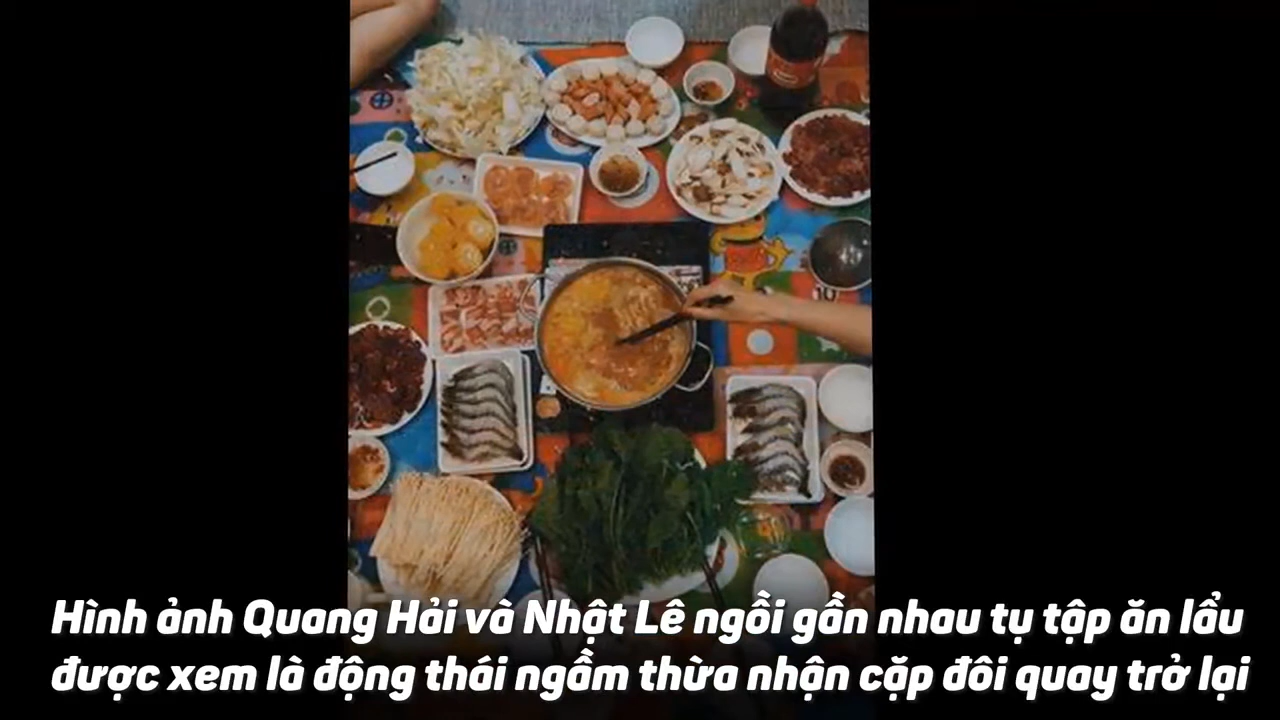 10
Hình ảnh Quang Hải và Nhật Lê ngồi gần nhau tụ tập ăn lẩu
được xem là động thái ngầm thừa nhận cặp đôi quay trở lại